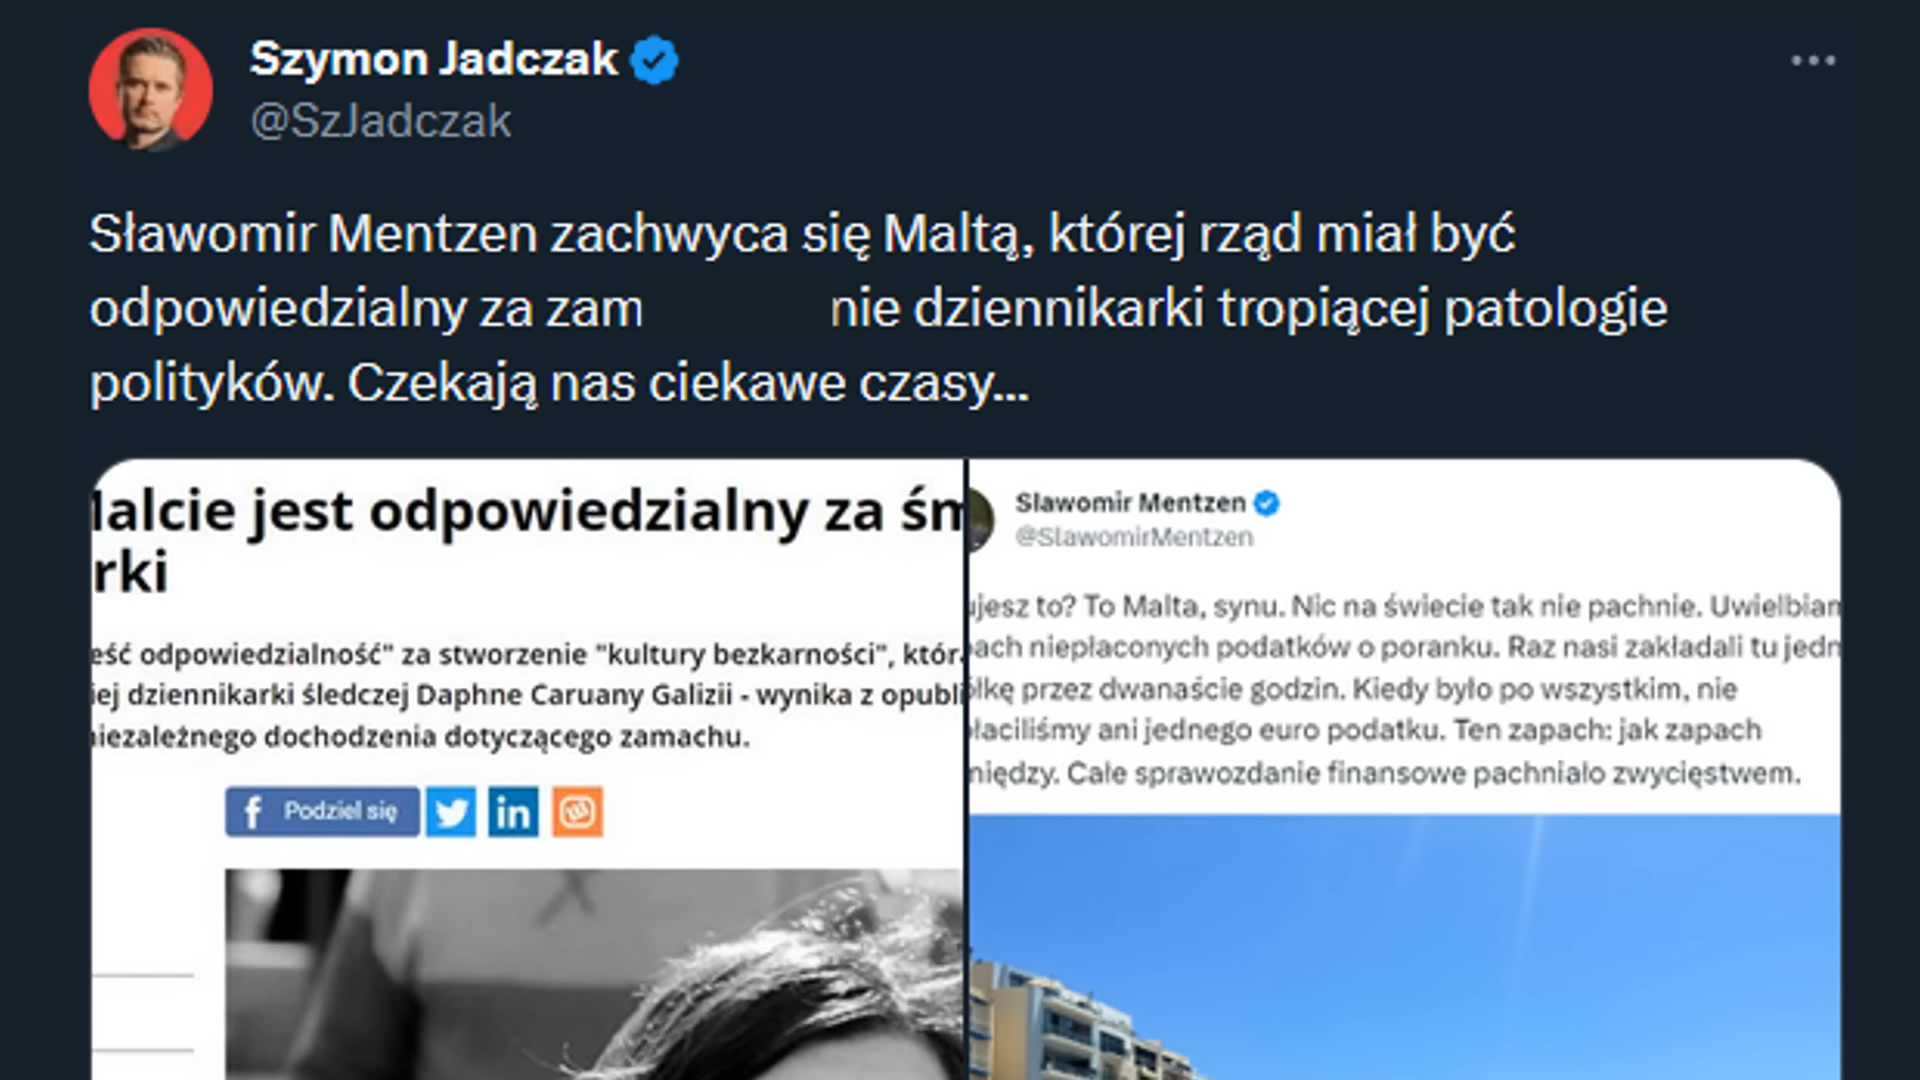 Szymon Jadczak
@SzJadczak
Sławomir Mentzen zachwyca się Maltą, której rząd miał być
odpowiedzialny za zam nie dziennikarki tropiącej patologie
polityków. Czekają nas ciekawe czasy...
alcie jest odpowiedzialny za śm
rki
eść odpowiedzialność" za stworzenie "kultury bezkarności", któr
iej dziennikarki śledczej Daphne Caruany Galizii - wynika z opubli
niezależnego dochodzenia dotyczącego zamachu.
f Podziel się
in
Slawomir Mentzen
@SlawomirMentzen
ujesz to? To Malta, synu. Nic na świecie tak nie pachnie. Uwielbiam
pach niepłaconych podatków o poranku. Raz nasi zakładali tu jedn
ółkę przez dwanaście godzin. Kiedy było po wszystkim, nie
płaciliśmy ani jednego euro podatku. Ten zapach: jak zapach
niędzy. Całe sprawozdanie finansowe pachniało zwycięstwem.